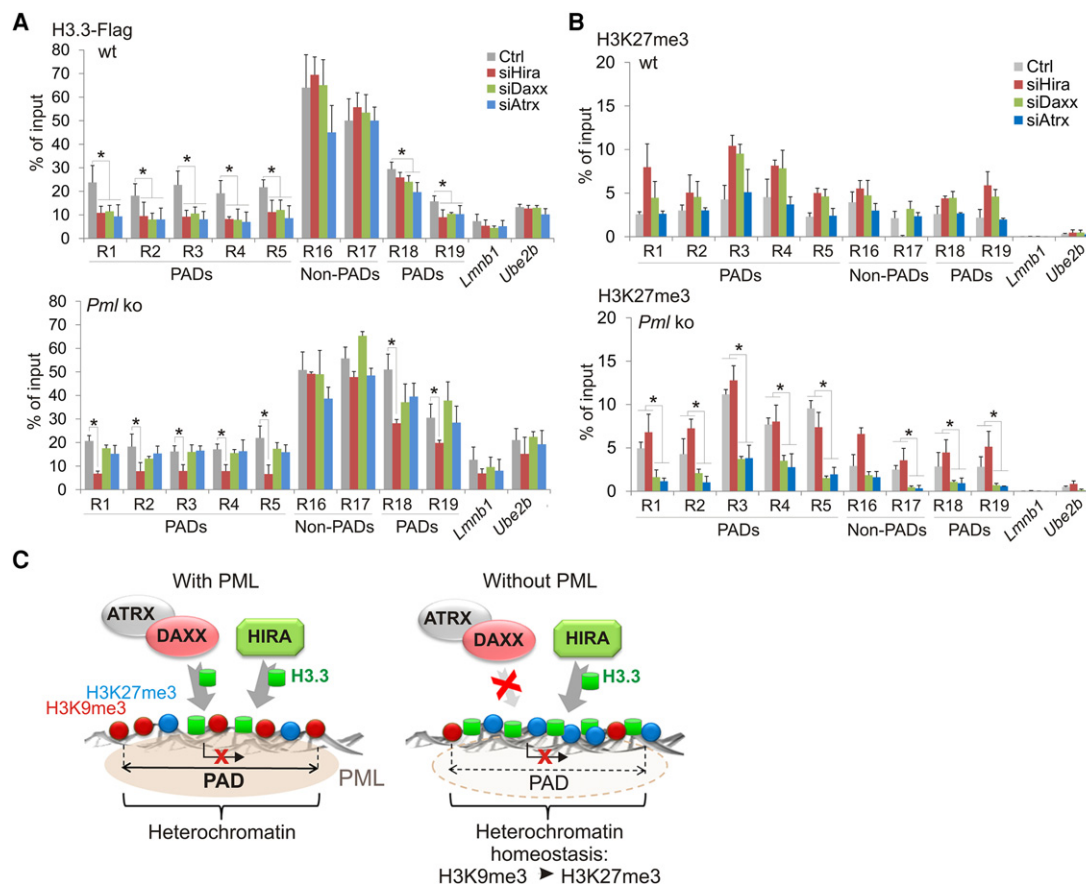 A
H3.3-Flag
wt
Ctrl
siHira
siDaxx
siAtrx
% of input
80
70
60
50
40
30
20
10
0
* * * * * * *
R1 R2 R3 R4 R5 R16 R17 R18 R19 Lmnb1 Ube2b
PADs Non-PADs PADs
Pml ko
% of input
80
70
60
50
40
30
20
10
0
* * * * * * *
R1 R2 R3 R4 R5 R16 R17 R18 R19 Lmnb1 Ube2b
PADs Non-PADs PADs
B
H3K27me3
wt
Ctrl
siHira
siDaxx
siAtrx
% of input
20
15
10
5
0
R1 R2 R3 R4 R5 R16 R17 R18 R19 Lmnb1 Ube2b
PADs Non-PADs PADs
H3K27me3
Pml ko
% of input
20
15
10
5
0
* * * * * * * *
R1 R2 R3 R4 R5 R16 R17 R18 R19 Lmnb1 Ube2b
PADs Non-PADs PADs
C
With PML
ATRX
DAXX
HIRA
H3.3
H3K27me3
H3K9me3
X
PAD
PML
Heterochromatin
Without PML
ATRX
DAXX
HIRA
H3.3
X
PAD
Heterochromatin
homeostasis:
H3K9me3 ► H3K27me3